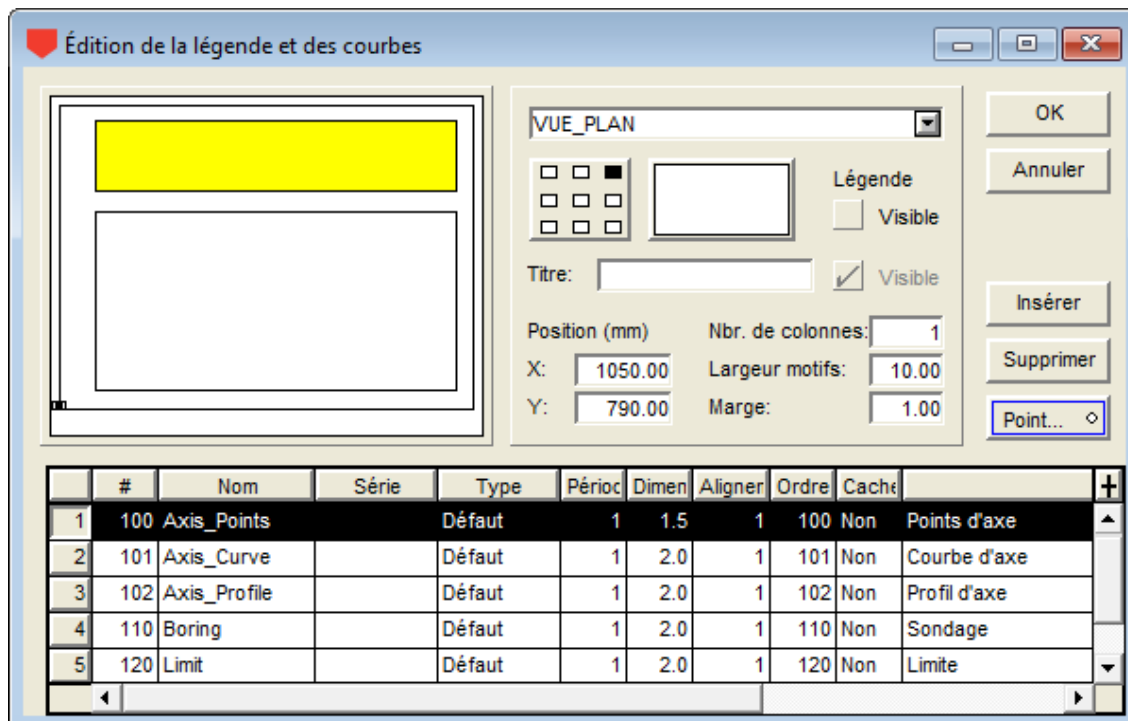 Édition de la légende et des courbes
VUE_PLAN
OK
Annuler
Légende
Visible
Titre:
Visible
Insérer
Position (mm)
Nbr. de colonnes: 1
X: 1050.00
Largeur motifs: 10.00
Supprimer
Y: 790.00
Marge: 1.00
Point...
# Nom Série Type Périoc Dimen Aligner Ordre Cache +
1 100 Axis_Points Défaut 1 1.5 1 100 Non Points d'axe
2 101 Axis_Curve Défaut 1 2.0 1 101 Non Courbe d'axe
3 102 Axis_Profile Défaut 1 2.0 1 102 Non Profil d'axe
4 110 Boring Défaut 1 2.0 1 110 Non Sondage
5 120 Limit Défaut 1 2.0 1 120 Non Limite